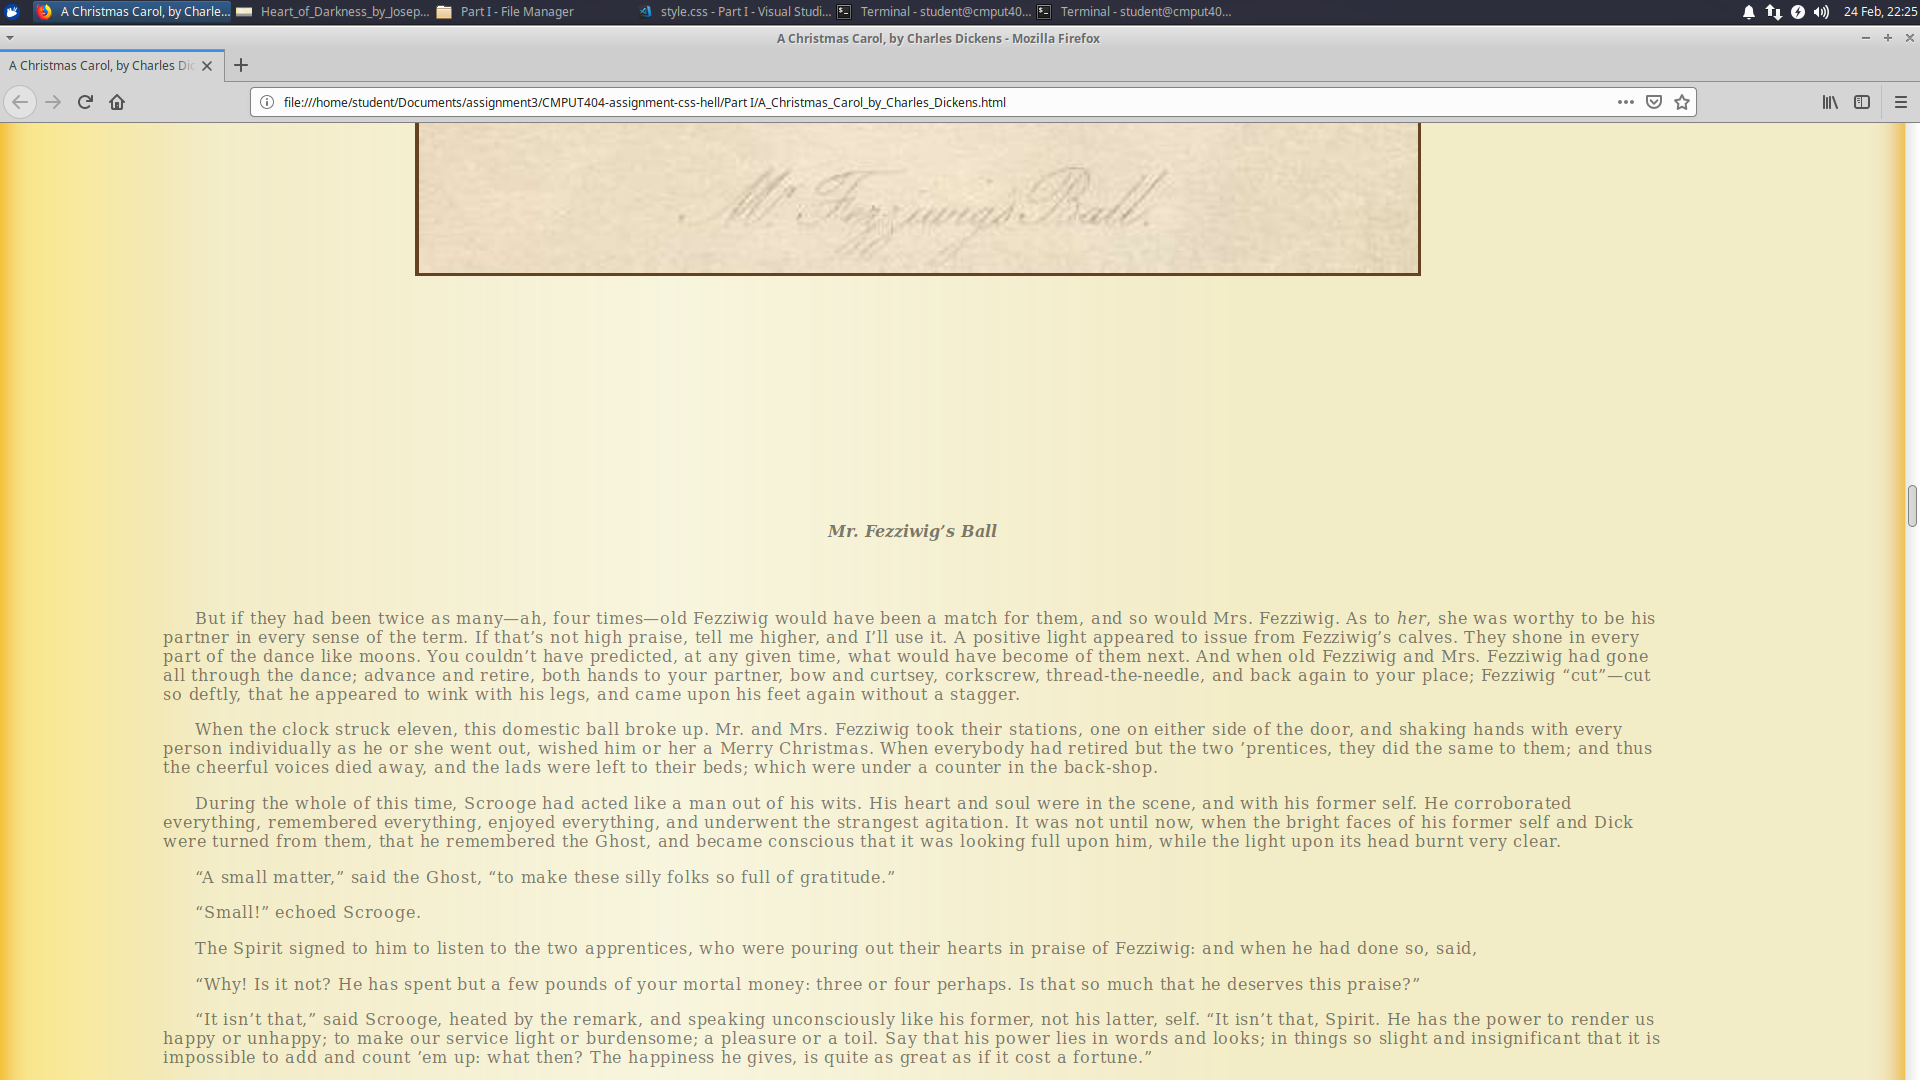 A Christmas Carol, by Charle...
Heart_of_Darkness_by_Josep...
Part I - File Manager
style.css - Part I - Visual Studi...
Terminal - student@cmput40...
Terminal - student@cmput40...
24 Feb, 22:25
A Christmas Carol, by Charles Dickens - Mozilla Firefox
A Christmas Carol, by Charles Dic
file:///home/student/Documents/assignment3/CMPUT404-assignment-css-hell/Part I/A_Christmas_Carol_by_Charles_Dickens.html
Mr. Fezziwigs Ball.
Mr. Fezziwig’s Ball
But if they had been twice as many—ah, four times—old Fezziwig would have been a match for them, and so would Mrs. Fezziwig. As to her, she was worthy to be his
partner in every sense of the term. If that’s not high praise, tell me higher, and I’ll use it. A positive light appeared to issue from Fezziwig’s calves. They shone in every
part of the dance like moons. You couldn’t have predicted, at any given time, what would have become of them next. And when old Fezziwig and Mrs. Fezziwig had gone
all through the dance; advance and retire, both hands to your partner, bow and curtsey, corkscrew, thread-the-needle, and back again to your place; Fezziwig “cut”—cut
so deftly, that he appeared to wink with his legs, and came upon his feet again without a stagger.
When the clock struck eleven, this domestic ball broke up. Mr. and Mrs. Fezziwig took their stations, one on either side of the door, and shaking hands with every
person individually as he or she went out, wished him or her a Merry Christmas. When everybody had retired but the two ’prentices, they did the same to them; and thus
the cheerful voices died away, and the lads were left to their beds; which were under a counter in the back-shop.
During the whole of this time, Scrooge had acted like a man out of his wits. His heart and soul were in the scene, and with his former self. He corroborated
everything, remembered everything, enjoyed everything, and underwent the strangest agitation. It was not until now, when the bright faces of his former self and Dick
were turned from them, that he remembered the Ghost, and became conscious that it was looking full upon him, while the light upon its head burnt very clear.
“A small matter,” said the Ghost, “to make these silly folks so full of gratitude.”
“Small!” echoed Scrooge.
The Spirit signed to him to listen to the two apprentices, who were pouring out their hearts in praise of Fezziwig: and when he had done so, said,
“Why! Is it not? He has spent but a few pounds of your mortal money: three or four perhaps. Is that so much that he deserves this praise?”
“It isn’t that,” said Scrooge, heated by the remark, and speaking unconsciously like his former, not his latter, self. “It isn’t that, Spirit. He has the power to render us
happy or unhappy; to make our service light or burdensome; a pleasure or a toil. Say that his power lies in words and looks; in things so slight and insignificant that it is
impossible to add and count ’em up: what then? The happiness he gives, is quite as great as if it cost a fortune.”